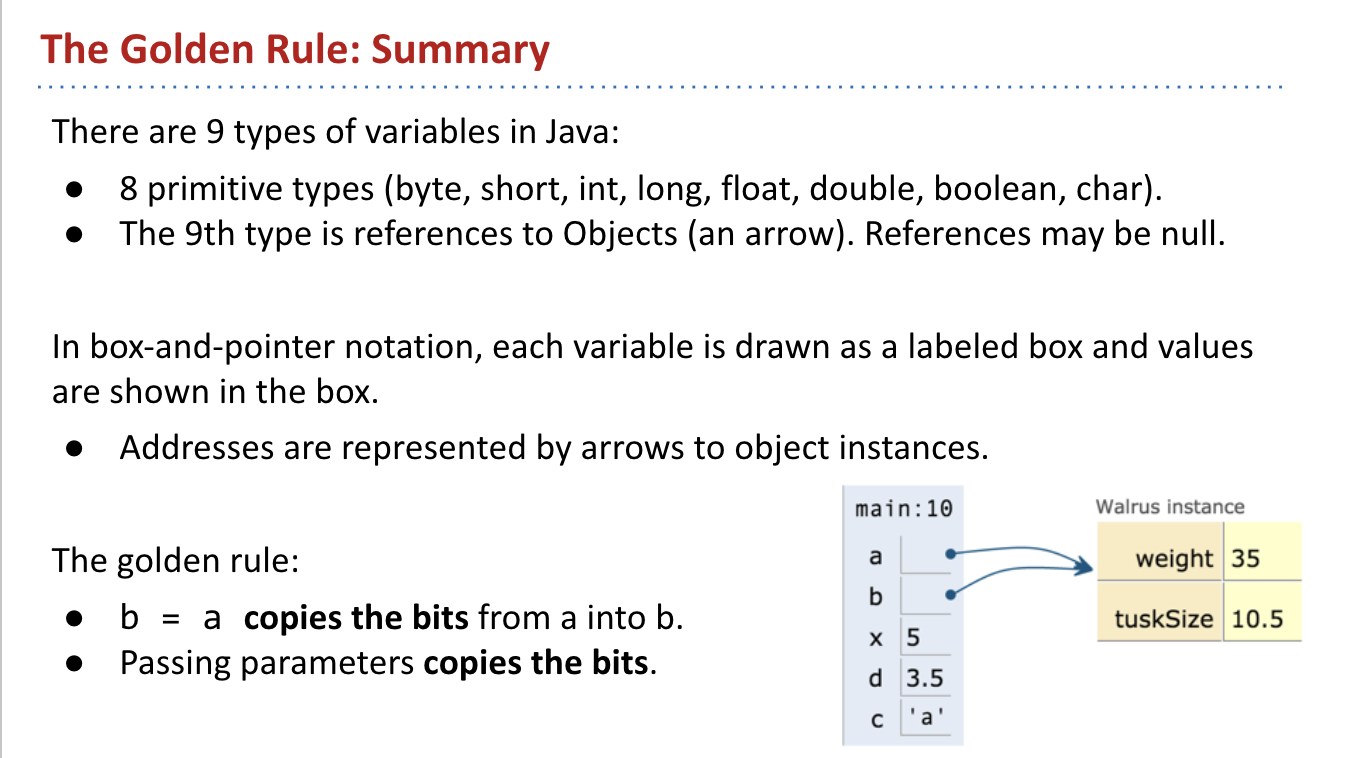 The Golden Rule: Summary
There are 9 types of variables in Java:
● 8 primitive types (byte, short, int, long, float, double, boolean, char).
● The 9th type is references to Objects (an arrow). References may be null.
In box-and-pointer notation, each variable is drawn as a labeled box and values
are shown in the box.
● Addresses are represented by arrows to object instances.
The golden rule:
● b = a copies the bits from a into b.
● Passing parameters copies the bits.
main:10
a
b
x 5
d 3.5
c 'a'
Walrus instance
weight 35
tuskSize 10.5